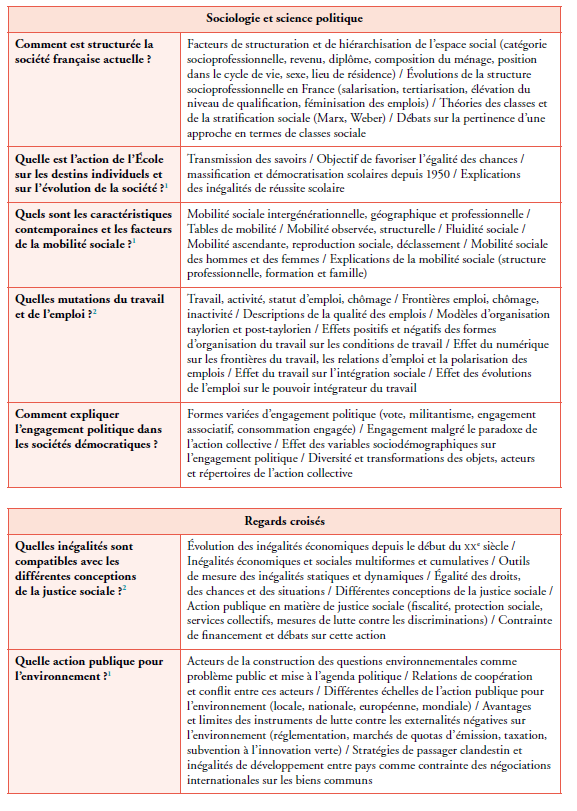 Sociologie et science politique
Comment est structurée la
société française actuelle ?
Facteurs de structuration et de hiérarchisation de l'espace social (catégorie
socioprofessionnelle, revenu, diplôme, composition du ménage, position
dans le cycle de vie, sexe, lieu de résidence) / Évolutions de la structure
socioprofessionnelle en France (salarisation, tertiarisation, élévation du
niveau de qualification, féminisation des emplois) / Théories des classes et
de la stratification sociale (Marx, Weber) / Débats sur la pertinence d'une
approche en termes de classes sociale
Quelle est l'action de l'École
sur les destins individuels et
sur l'évolution de la société ?¹
Transmission des savoirs / Objectif de favoriser l'égalité des chances /
massification et démocratisation scolaires depuis 1950 / Explications
des inégalités de réussite scolaire
Quels sont les caractéristiques
contemporaines et les facteurs
de la mobilité sociale ?¹
Mobilité sociale intergénérationnelle, géographique et professionnelle /
Tables de mobilité / Mobilité observée, structurelle / Fluidité sociale /
Mobilité ascendante, reproduction sociale, déclassement / Mobilité sociale
des hommes et des femmes / Explications de la mobilité sociale (structure
professionnelle, formation et famille)
Quelles mutations du travail
et de l'emploi ?²
Travail, activité, statut d'emploi, chômage / Frontières emploi, chômage,
inactivité / Descriptions de la qualité des emplois / Modèles d'organisation
taylorien et post-taylorien / Effets positifs et négatifs des formes
d'organisation du travail sur les conditions de travail / Effet du numérique
sur les frontières du travail, les relations d'emploi et la polarisation des
emplois / Effet du travail sur l'intégration sociale / Effet des évolutions
de l'emploi sur le pouvoir intégrateur du travail
Comment expliquer
l'engagement politique dans
les sociétés démocratiques ?
Formes variées d'engagement politique (vote, militantisme, engagement
associatif, consommation engagée) / Engagement malgré le paradoxe de
l'action collective / Effet des variables sociodémographiques sur
l'engagement politique / Diversité et transformations des objets, acteurs
et répertoires de l'action collective
Regards croisés
Quelles inégalités sont
compatibles avec les
différentes conceptions
de la justice sociale ?²
Évolution des inégalités économiques depuis le début du XXe siècle /
Inégalités économiques et sociales multiformes et cumulatives / Outils
de mesure des inégalités statiques et dynamiques / Égalité des droits,
des chances et des situations / Différentes conceptions de la justice sociale /
Action publique en matière de justice sociale (fiscalité, protection sociale,
services collectifs, mesures de lutte contre les discriminations) / Contrainte
de financement et débats sur cette action
Quelle action publique pour
l'environnement ?¹
Acteurs de la construction des questions environnementales comme
problème public et mise à l'agenda politique / Relations de coopération
et conflit entre ces acteurs / Différentes échelles de l'action publique pour
l'environnement (locale, nationale, européenne, mondiale) / Avantages
et limites des instruments de lutte contre les externalités négatives sur
l'environnement (réglementation, marchés de quotas d'émission, taxation,
subvention à l'innovation verte) / Stratégies de passager clandestin et
inégalités de développement entre pays comme contrainte des négociations
internationales sur les biens communs